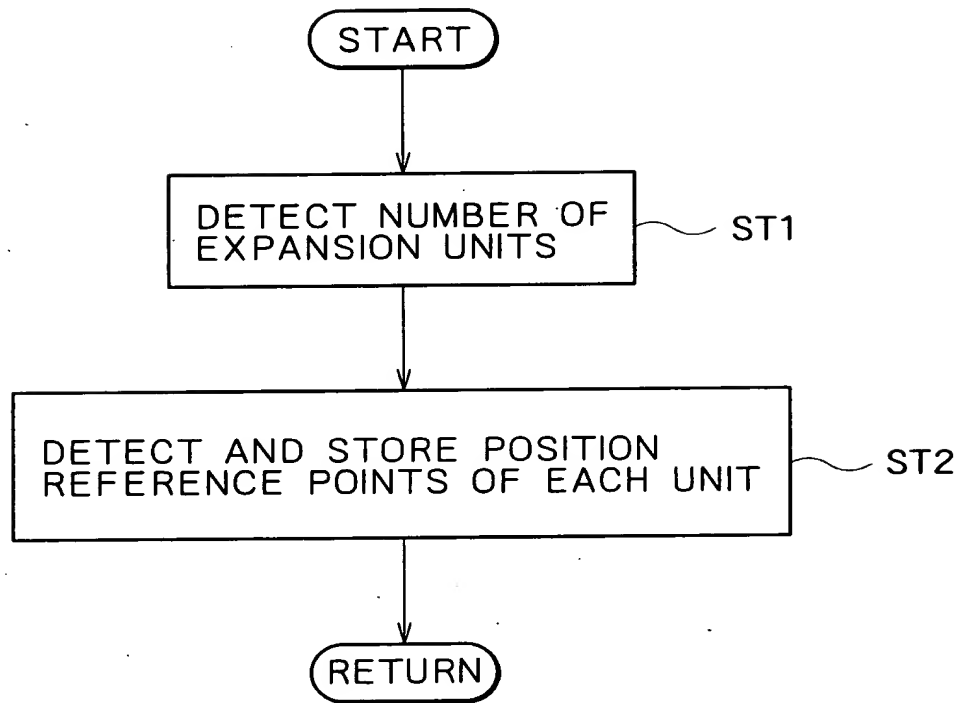 START
DETECT NUMBER OF
EXPANSION UNITS
ST1
DETECT AND STORE POSITION
REFERENCE POINTS OF EACH UNIT
ST2
RETURN